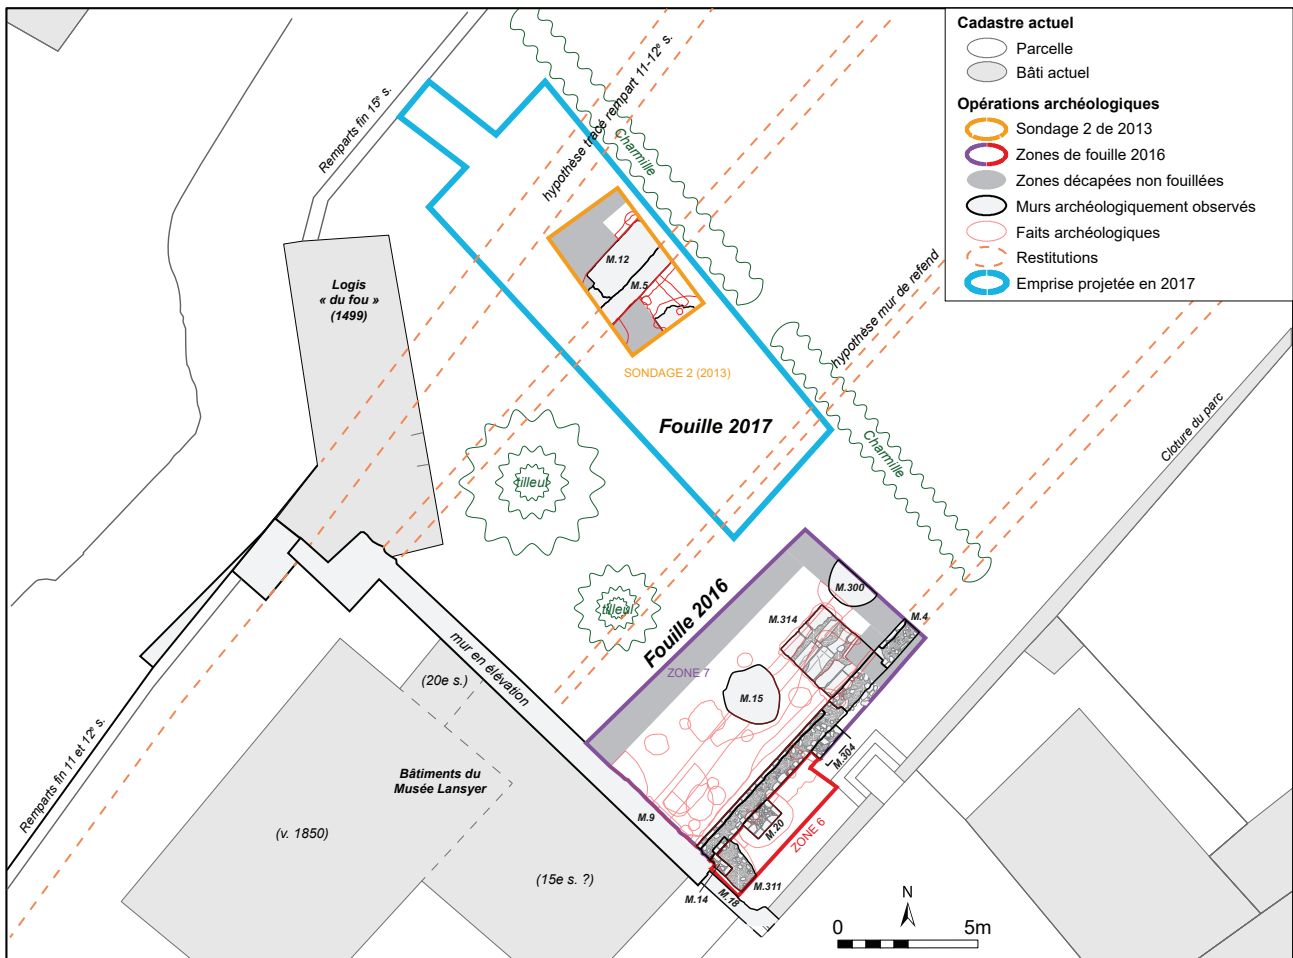 Cadastre actuel
Parcelle
Bâti actuel
Opérations archéologiques
Sondage 2 de 2013
Zones de fouille 2016
Zones décapées non fouillées
Murs archéologiquement observés
Faits archéologiques
Restitutions
Emprise projetée en 2017
Remparts fin 15e s.
hypothèse tracé rempart 11-12e s.
Charmille
M.12
M.5
SONDAGE 2 (2013)
Logis
« du fou »
(1499)
hypothèse mur de refend
Fouille 2017
Charmille
Cloture du parc
tilleul
tilleul
Fouille 2016
ZONE 7
M.300
M.314
M.4
M.15
M.304
mur en élévation
(20e s.)
Remparts fin 11 et 12e s.
Bâtiments du
Musée Lansyer
(v. 1850)
(15e s. ?)
M.9
M.20
ZONE 6
M.311
M.14
M.18
N
0
5m